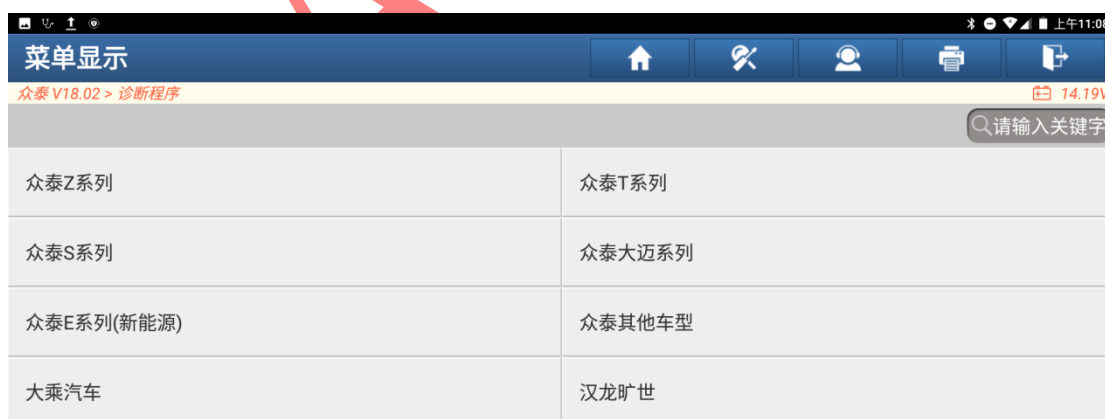 上午11:08
菜单显示
众泰 V18.02 > 诊断程序
14.19V
请输入关键字
众泰Z系列
众泰T系列
众泰S系列
众泰大迈系列
众泰E系列(新能源)
众泰其他车型
大乘汽车
汉龙旷世